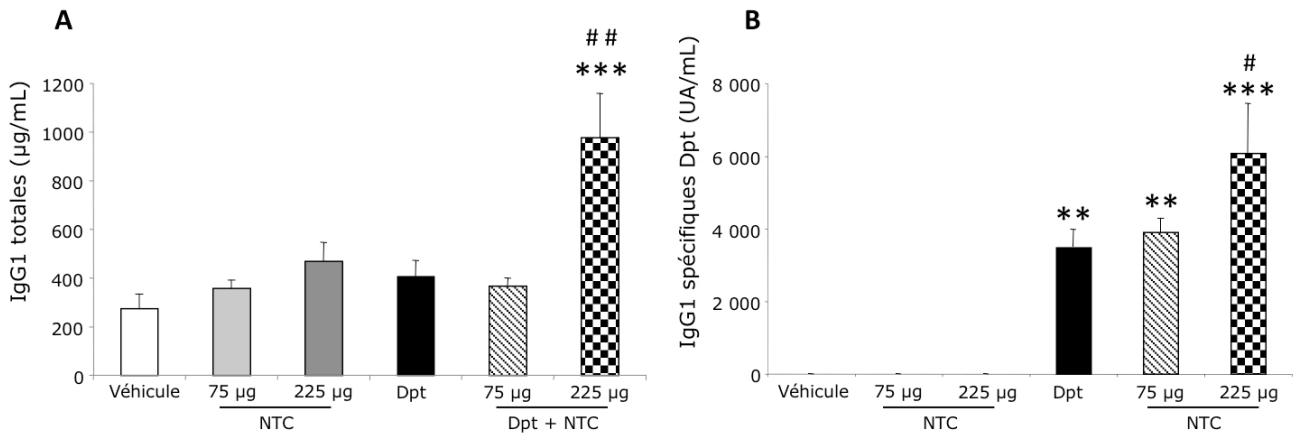 A
IgG1 totales (µg/mL)
1200
1000
800
600
400
200
0
# #
***
Véhicule 75 µg 225 µg Dpt 75 µg 225 µg
NTC Dpt + NTC
B
IgG1 spécifiques Dpt (UA/mL)
8 000
6 000
4 000
2 000
0
** ** #
***
Véhicule 75 µg 225 µg Dpt 75 µg 225 µg
NTC NTC